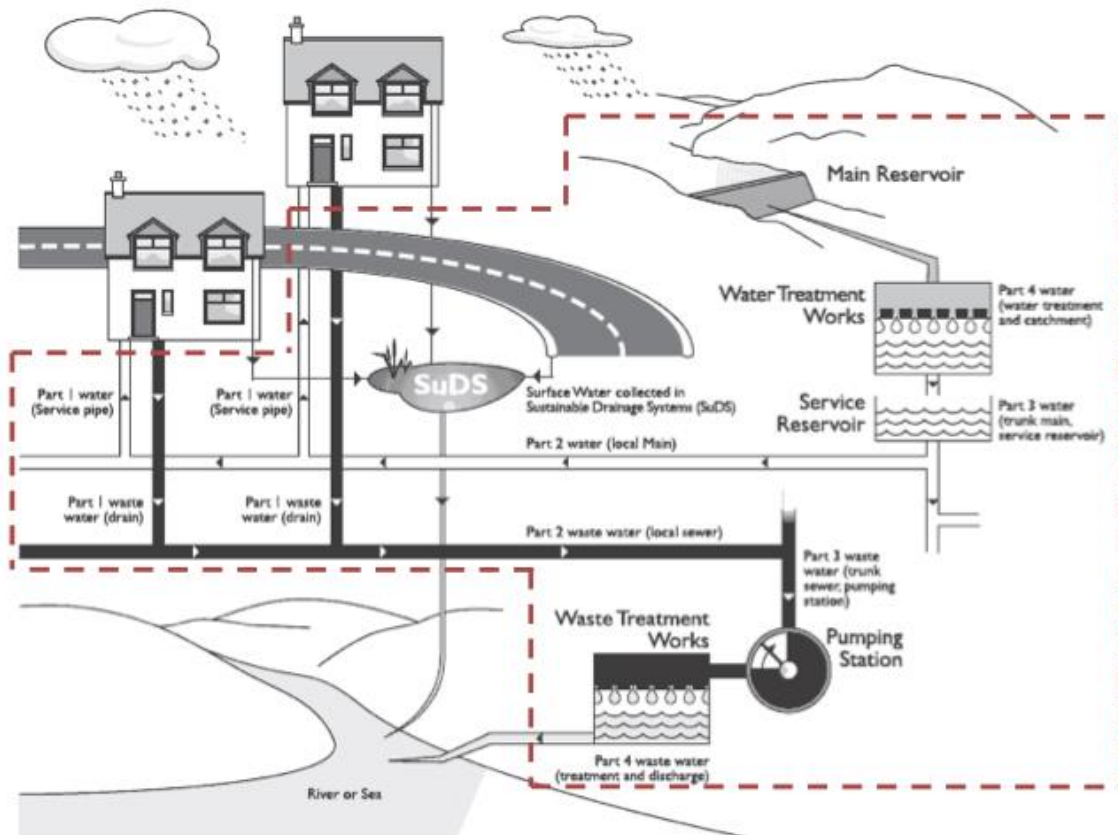 Main Reservoir
Water Treatment
Works
Part 4 water
(water treatment
and catchment)
SuDS
Part 1 water
(Service pipe)
Part 1 water
(Service pipe)
Surface Water collected in
Sustainable Drainage Systems (SuDS)
Service
Reservoir
Part 3 water
(trunk main,
service reservoir)
Part 2 water (local Main)
Part 1 waste
water (drain)
Part 1 waste
water (drain)
Part 2 waste water (local sewer)
Part 3 waste
water (trunk
sewer, pumping
station)
Waste Treatment
Works
Pumping
Station
Part 4 waste water
(treatment and discharge)
River or Sea